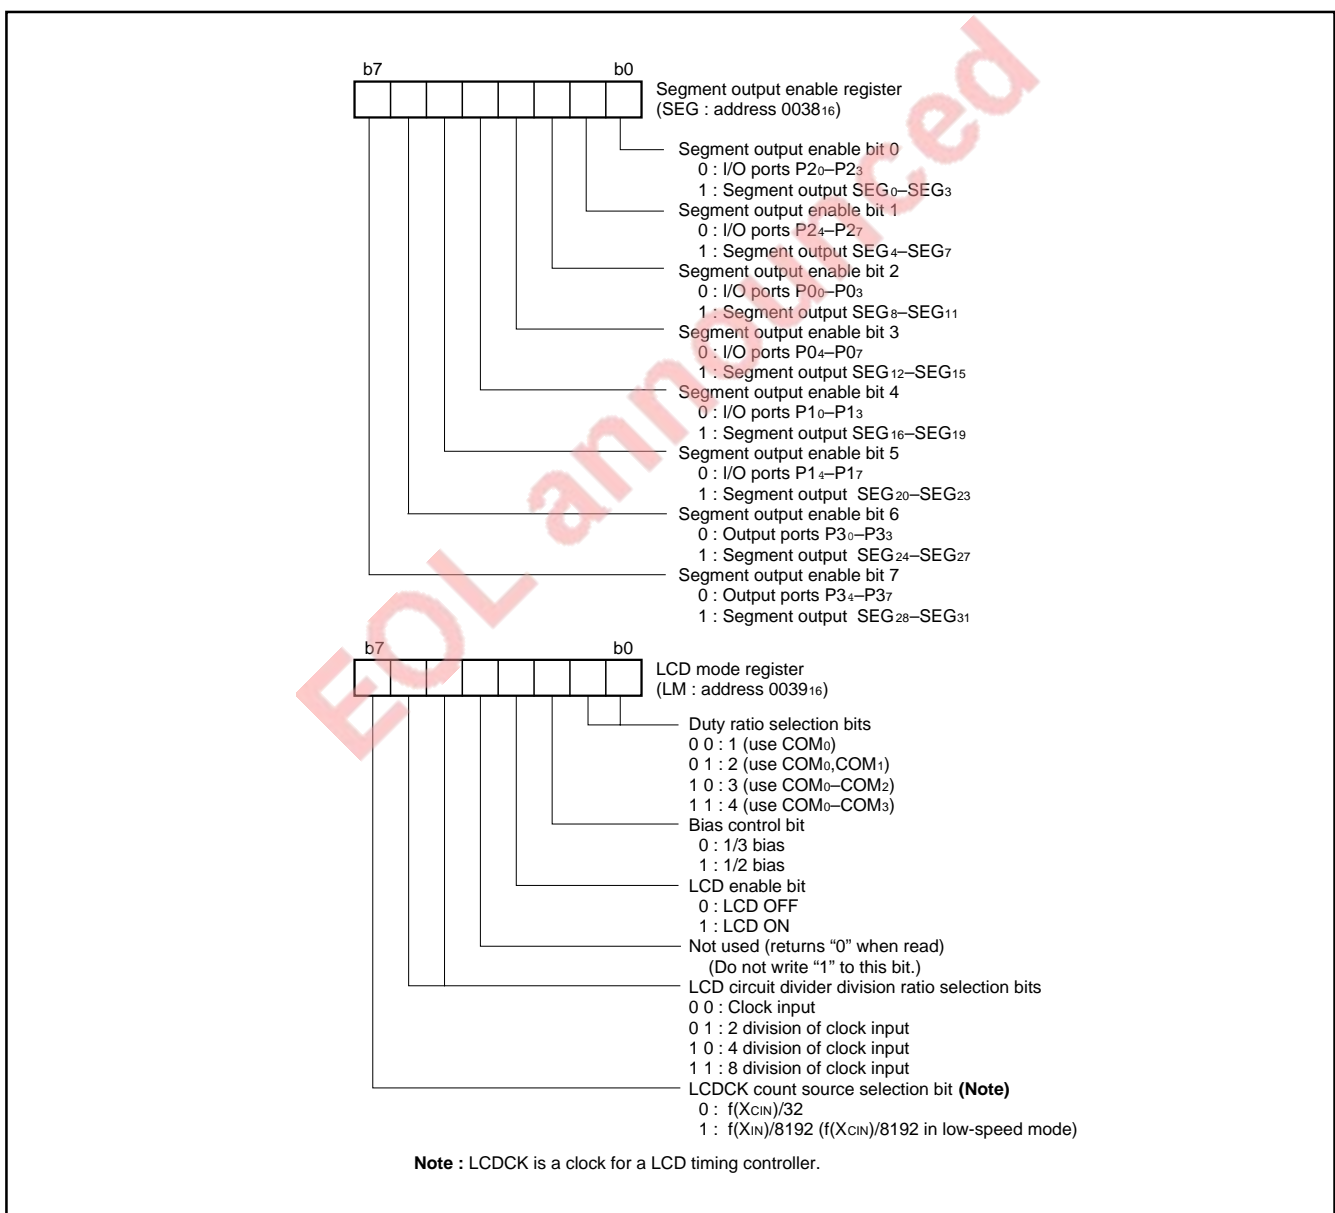 b7 b0
Segment output enable register
(SEG : address 0038₁₆)
Segment output enable bit 0
0 : I/O ports P2₀–P2₃
1 : Segment output SEG₀–SEG₃
Segment output enable bit 1
0 : I/O ports P2₄–P2₇
1 : Segment output SEG₄–SEG₇
Segment output enable bit 2
0 : I/O ports P0₀–P0₃
1 : Segment output SEG₈–SEG₁₁
Segment output enable bit 3
0 : I/O ports P0₄–P0₇
1 : Segment output SEG₁₂–SEG₁₅
Segment output enable bit 4
0 : I/O ports P1₀–P1₃
1 : Segment output SEG₁₆–SEG₁₉
Segment output enable bit 5
0 : I/O ports P1₄–P1₇
1 : Segment output SEG₂₀–SEG₂₃
Segment output enable bit 6
0 : Output ports P3₀–P3₃
1 : Segment output SEG₂₄–SEG₂₇
Segment output enable bit 7
0 : Output ports P3₄–P3₇
1 : Segment output SEG₂₈–SEG₃₁
b7 b0
LCD mode register
(LM : address 0039₁₆)
Duty ratio selection bits
0 0 : 1 (use COM₀)
0 1 : 2 (use COM₀,COM₁)
1 0 : 3 (use COM₀–COM₂)
1 1 : 4 (use COM₀–COM₃)
Bias control bit
0 : 1/3 bias
1 : 1/2 bias
LCD enable bit
0 : LCD OFF
1 : LCD ON
Not used (returns “0” when read)
(Do not write “1” to this bit.)
LCD circuit divider division ratio selection bits
0 0 : Clock input
0 1 : 2 division of clock input
1 0 : 4 division of clock input
1 1 : 8 division of clock input
LCDCK count source selection bit (Note)
0 : f(XCIN)/32
1 : f(XIN)/8192 (f(XCIN)/8192 in low-speed mode)
Note : LCDCK is a clock for a LCD timing controller.
EOL announced